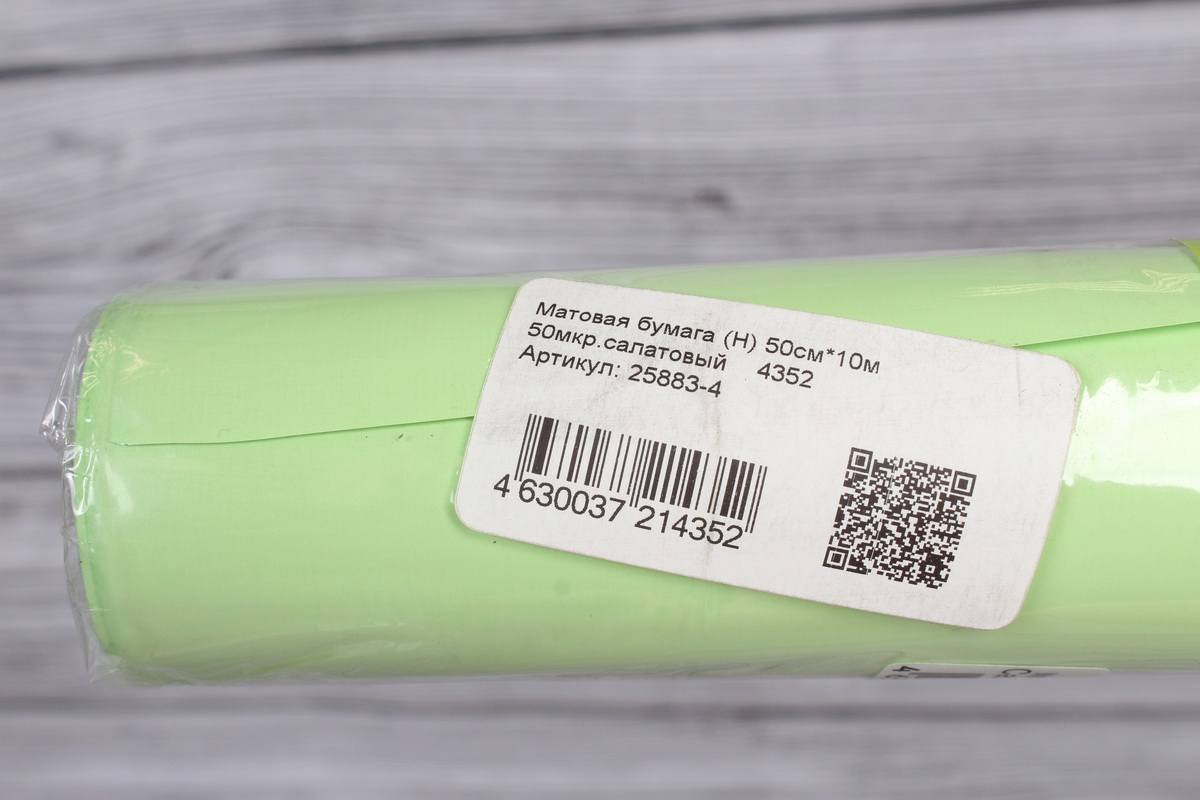 Матовая бумага (Н) 50см*10м
50мкр.салатовый 4352
Артикул: 25883-4
4 630037 214352